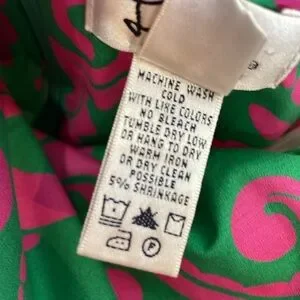 MACHINE WASH
COLD
WITH LIKE COLORS
NO BLEACH
TUMBLE DRY LOW
OR HANG TO DRY
WARM IRON
OR DRY CLEAN
POSSIBLE
5% SHRINKAGE
P